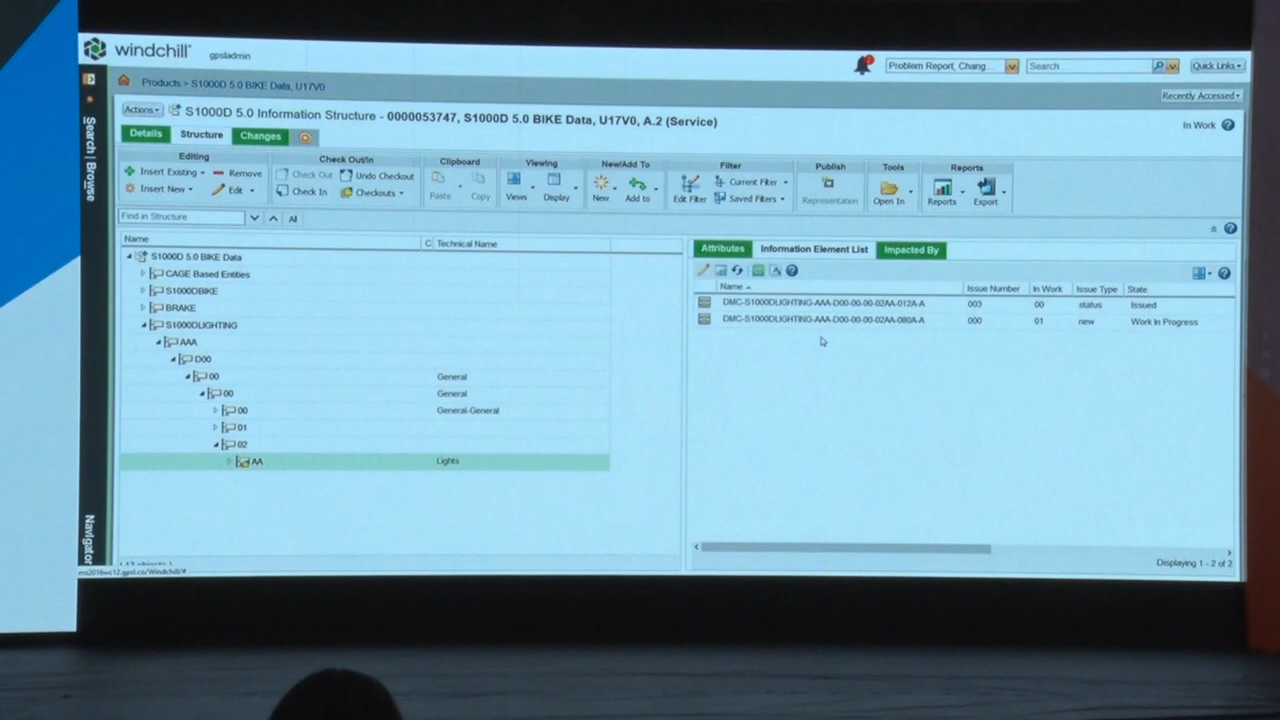 windchill
gpsladmin
Problem Report, Chang...
Search
Quick Links
Products > S1000D 5.0 BIKE Data, U17V0
Recently Accessed
Actions
S1000D 5.0 Information Structure - 0000053747, S1000D 5.0 BIKE Data, U17V0, A.2 (Service)
In Work
Details
Structure
Changes
Search | Browse
Editing
Check Out/In
Clipboard
Viewing
New/Add To
Filter
Publish
Tools
Reports
Insert Existing
Remove
Check Out
Undo Checkout
Current Filter
Insert New
Edit
Check In
Checkouts
Paste
Copy
Views
Display
New
Add to
Edit Filter
Saved Filters
Representation
Open In
Reports
Export
Find in Structure
All
Name
C
Technical Name
Attributes
Information Element List
Impacted By
S1000D 5.0 BIKE Data
CAGE Based Entities
S1000DBIKE
BRAKE
S1000DLIGHTING
AAA
D00
00 General
00 General
00 General-General
01
02
AA Lights
Name Issue Number In Work Issue Type State
DMC-S1000DLIGHTING-AAA-D00-00-00-02AA-012A-A 003 00 status Issued
DMC-S1000DLIGHTING-AAA-D00-00-00-02AA-080A-A 000 01 new Work In Progress
Navigator
Displaying 1 - 2 of 2
ms2016wc12.gpsl.co/Windchill/#